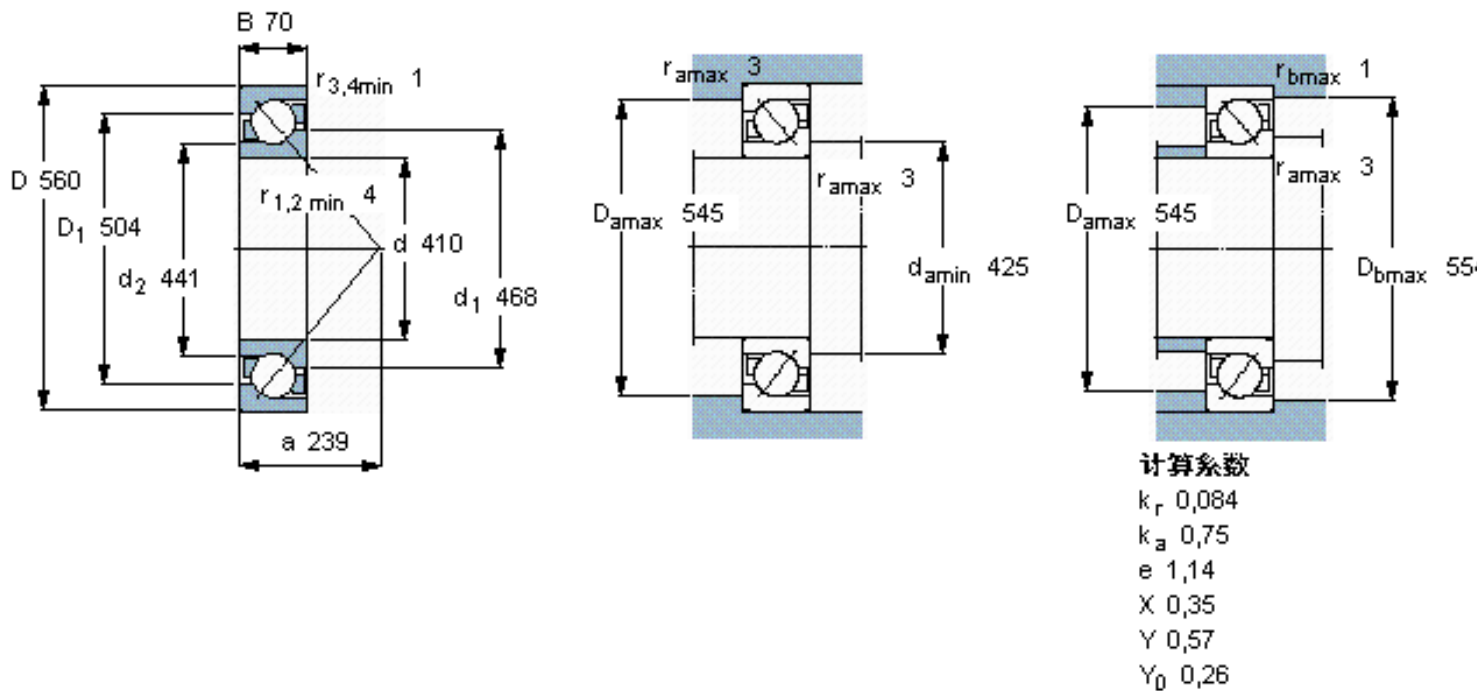 B 70
r3,4min 1
D 560
D1 504
d2 441
r1,2 min 4
d 410
d1 468
a 239
ramax 3
ramax 3
Damax 545
damin 425
rbmax 1
ramax 3
Damax 545
Dbmax 554
计算系数
kr 0,084
ka 0,75
e 1,14
X 0,35
Y 0,57
Y0 0,26